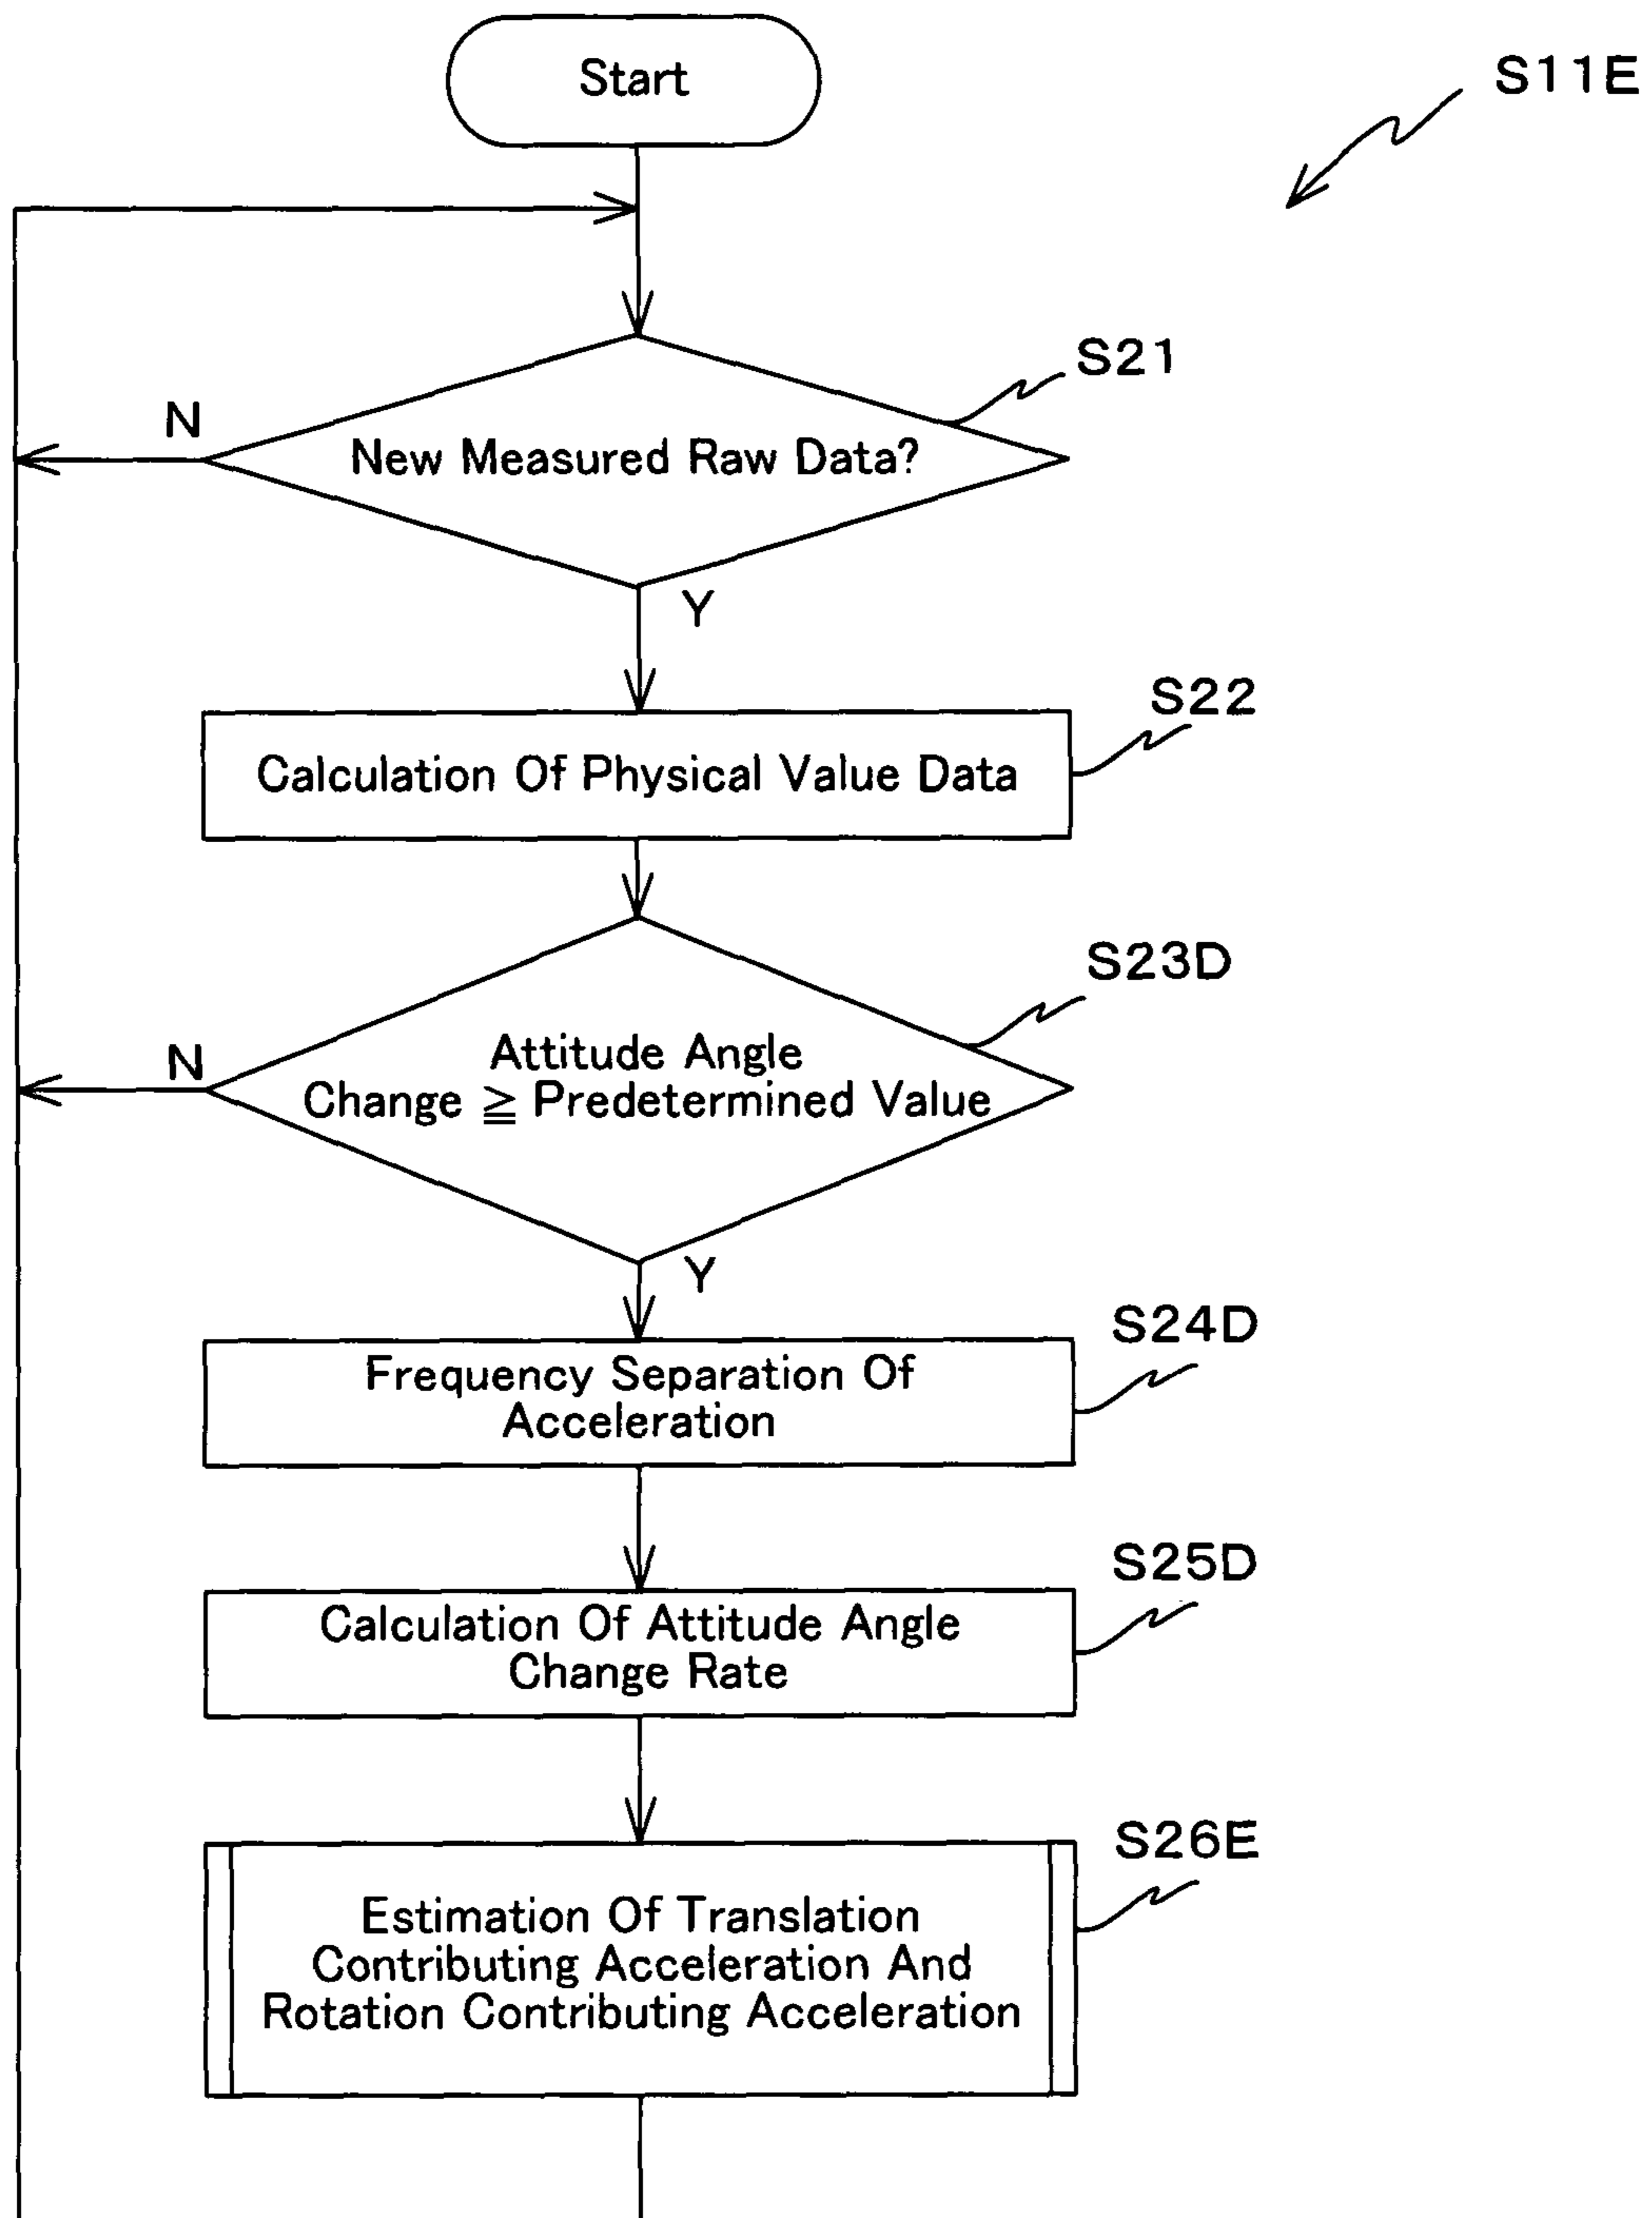 Start
S11E
S21
N
New Measured Raw Data?
Y
S22
Calculation Of Physical Value Data
S23D
N
Attitude Angle
Change ≧ Predetermined Value
Y
S24D
Frequency Separation Of
Acceleration
S25D
Calculation Of Attitude Angle
Change Rate
S26E
Estimation Of Translation
Contributing Acceleration And
Rotation Contributing Acceleration